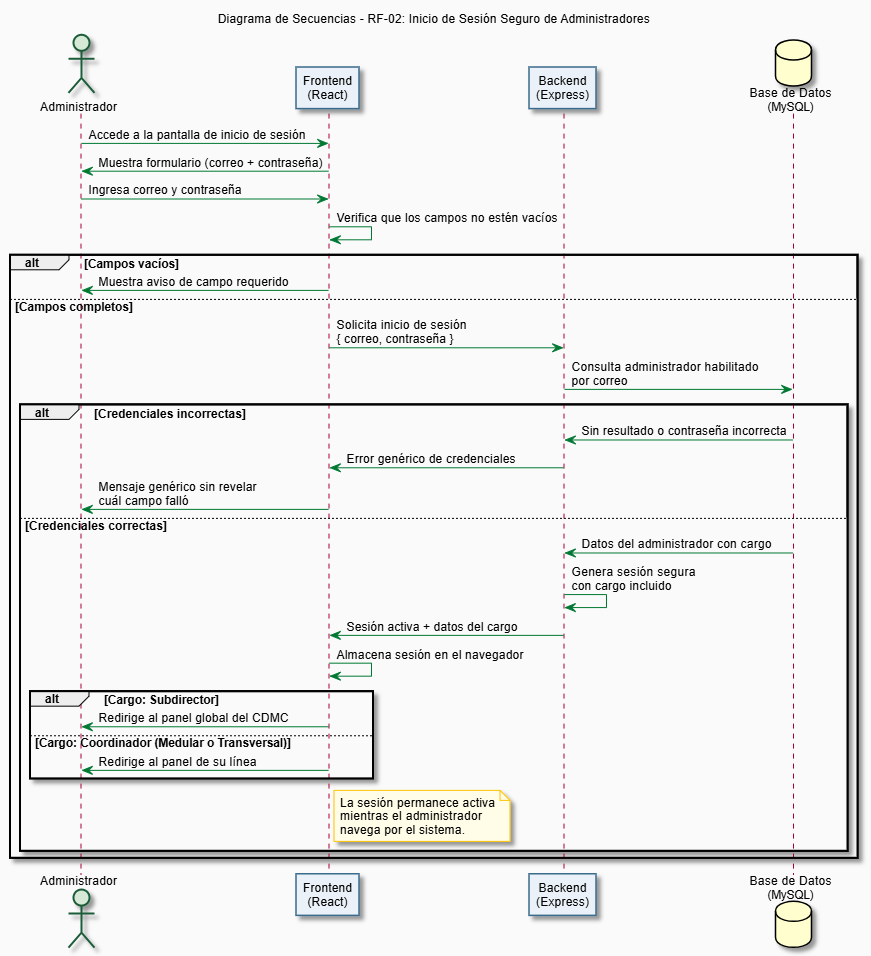 Diagrama de Secuencias - RF-02: Inicio de Sesión Seguro de Administradores
Administrador
Frontend
(React)
Backend
(Express)
Base de Datos
(MySQL)
Accede a la pantalla de inicio de sesión
Muestra formulario (correo + contraseña)
Ingresa correo y contraseña
Verifica que los campos no estén vacíos
alt
[Campos vacíos]
Muestra aviso de campo requerido
[Campos completos]
Solicita inicio de sesión
{ correo, contraseña }
Consulta administrador habilitado
por correo
alt
[Credenciales incorrectas]
Sin resultado o contraseña incorrecta
Error genérico de credenciales
Mensaje genérico sin revelar
cuál campo falló
[Credenciales correctas]
Datos del administrador con cargo
Genera sesión segura
con cargo incluido
Sesión activa + datos del cargo
Almacena sesión en el navegador
alt
[Cargo: Subdirector]
Redirige al panel global del CDMC
[Cargo: Coordinador (Medular o Transversal)]
Redirige al panel de su línea
La sesión permanece activa
mientras el administrador
navega por el sistema.
Administrador
Frontend
(React)
Backend
(Express)
Base de Datos
(MySQL)